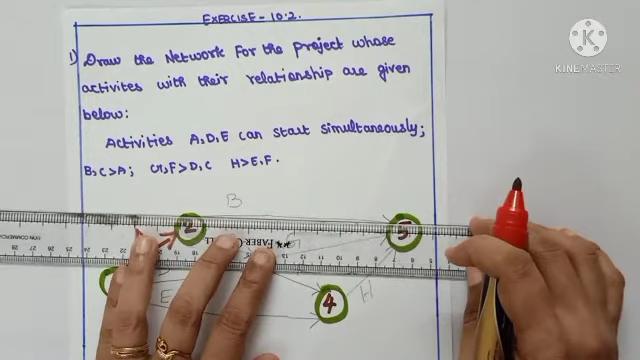 EXERCISE - 10.2.
1) Draw the Network for the project whose
activites with their relationship are given
below:
Activities A,D,E can start simultaneously;
B,C>A; G,F>D,C H>E,F.
K
KINEMASTER
B
2
5
FABER-C
G
E
4
H